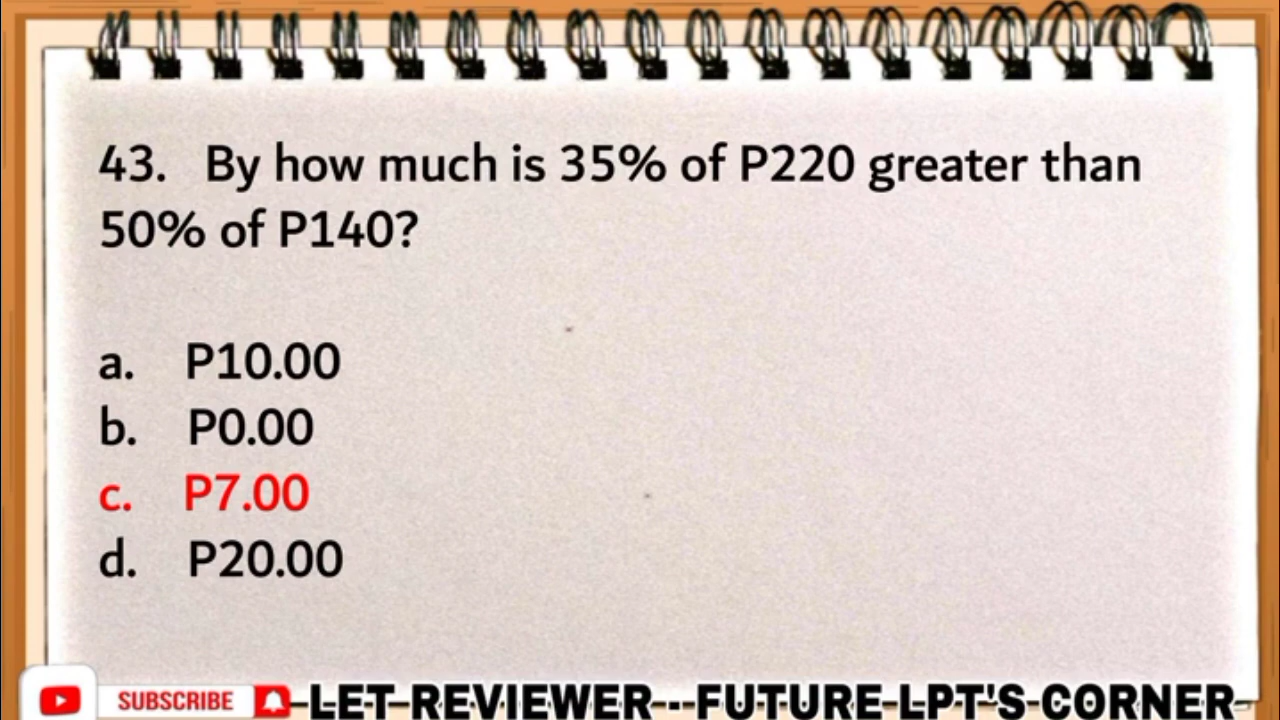 43. By how much is 35% of P220 greater than
50% of P140?
a. P10.00
b. P0.00
c. P7.00
d. P20.00
SUBSCRIBE
LET REVIEWER - FUTURE LPT'S CORNER